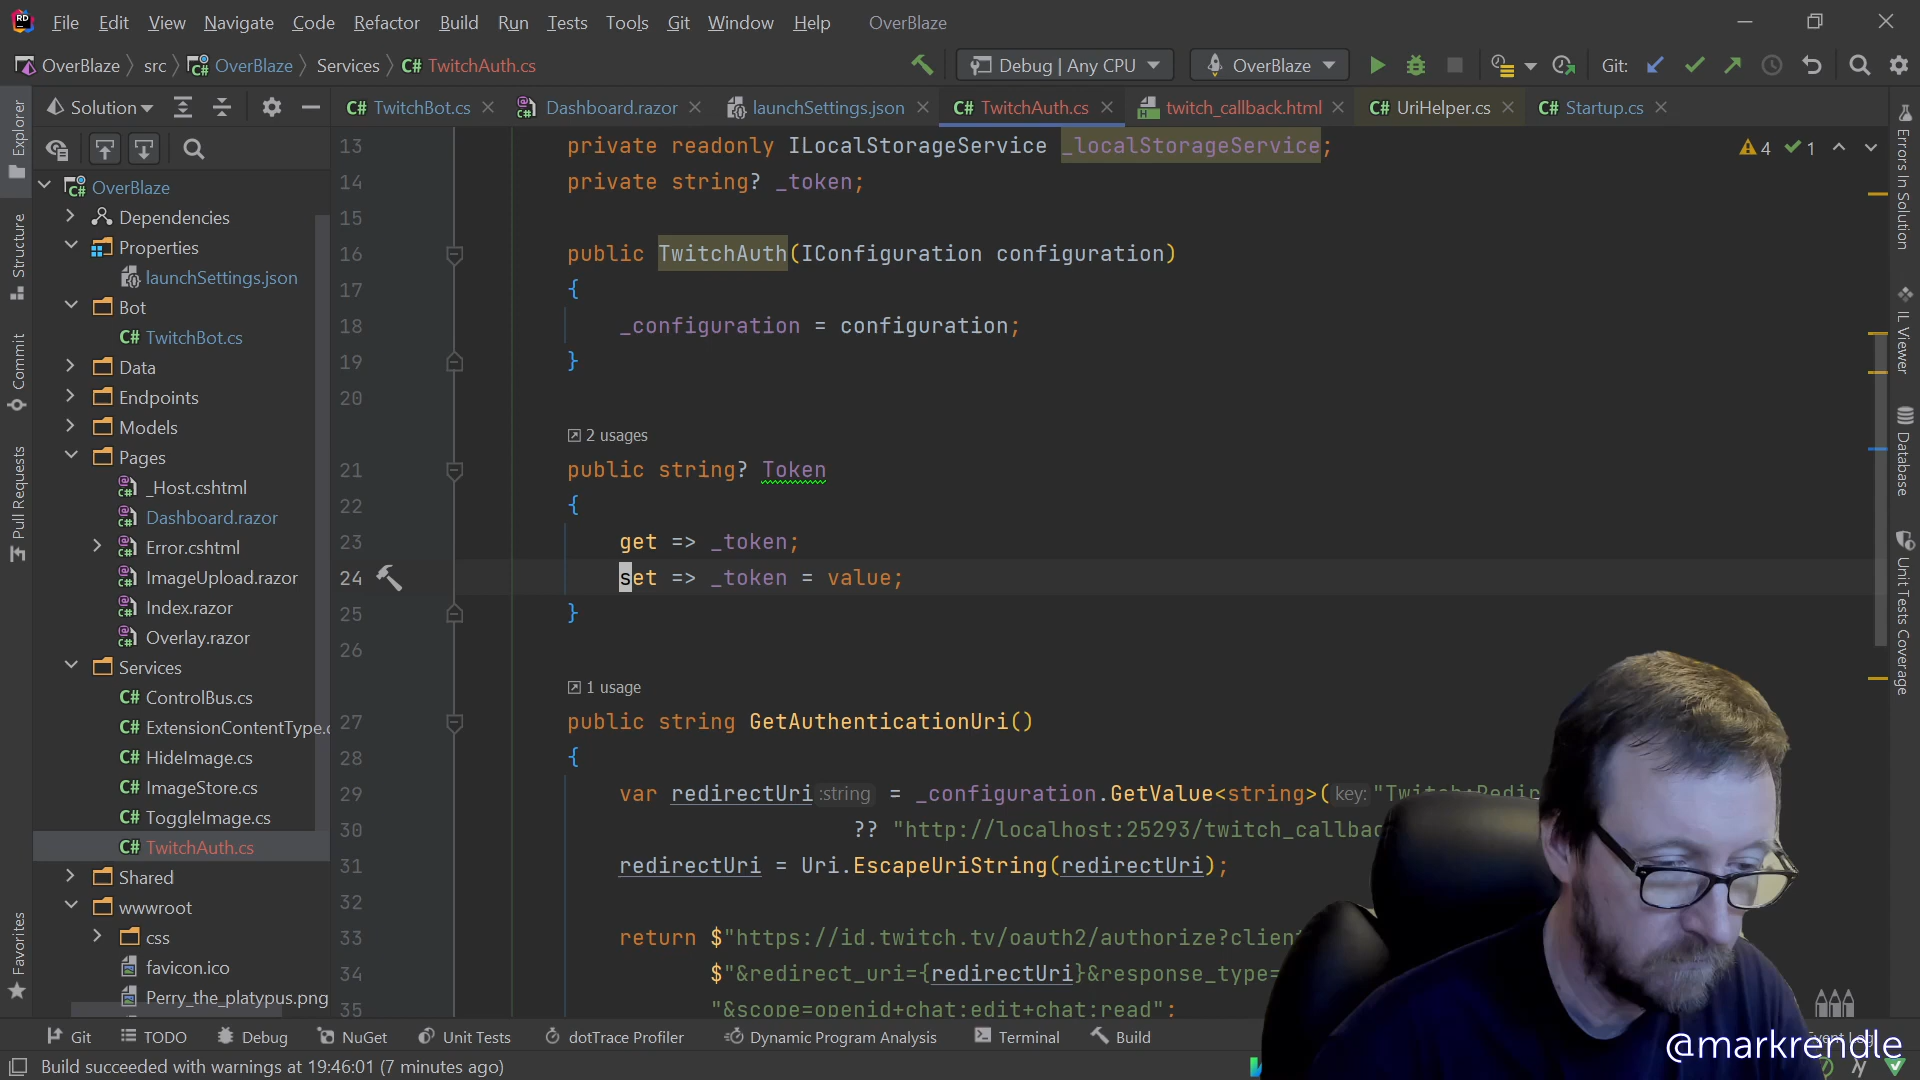 File Edit View Navigate Code Refactor Build Run Tests Tools Git Window Help OverBlaze
OverBlaze src OverBlaze Services C# TwitchAuth.cs Debug | Any CPU OverBlaze Git:
Solution C# TwitchBot.cs Dashboard.razor launchSettings.json C# TwitchAuth.cs twitch_callback.html C# UriHelper.cs C# Startup.cs
Explorer
Structure
Commit
Pull Requests
Favorites
OverBlaze
Dependencies
Properties
launchSettings.json
Bot
C# TwitchBot.cs
Data
Endpoints
Models
Pages
_Host.cshtml
Dashboard.razor
Error.cshtml
ImageUpload.razor
Index.razor
Overlay.razor
Services
C# ControlBus.cs
C# ExtensionContentType.c
C# HideImage.cs
C# ImageStore.cs
C# ToggleImage.cs
C# TwitchAuth.cs
Shared
wwwroot
css
favicon.ico
Perry_the_platypus.png
4 1
13 private readonly ILocalStorageService _localStorageService;
14 private string? _token;
15
16 public TwitchAuth(IConfiguration configuration)
17 {
18 _configuration = configuration;
19 }
20
2 usages
21 public string? Token
22 {
23 get => _token;
24 set => _token = value;
25 }
26
1 usage
27 public string GetAuthenticationUri()
28 {
29 var redirectUri :string = _configuration.GetValue<string>( key: "Twitch:Redir
30 ?? "http://localhost:25293/twitch_callbac
31 redirectUri = Uri.EscapeUriString(redirectUri);
32
33 return $"https://id.twitch.tv/oauth2/authorize?client
34 $"&redirect_uri={redirectUri}&response_type=
35 "&scope=openid+chat:edit+chat:read";
Errors In Solution
IL Viewer
Database
Unit Tests Coverage
Git TODO Debug NuGet Unit Tests dotTrace Profiler Dynamic Program Analysis Terminal Build
@markrendle
Build succeeded with warnings at 19:46:01 (7 minutes ago)